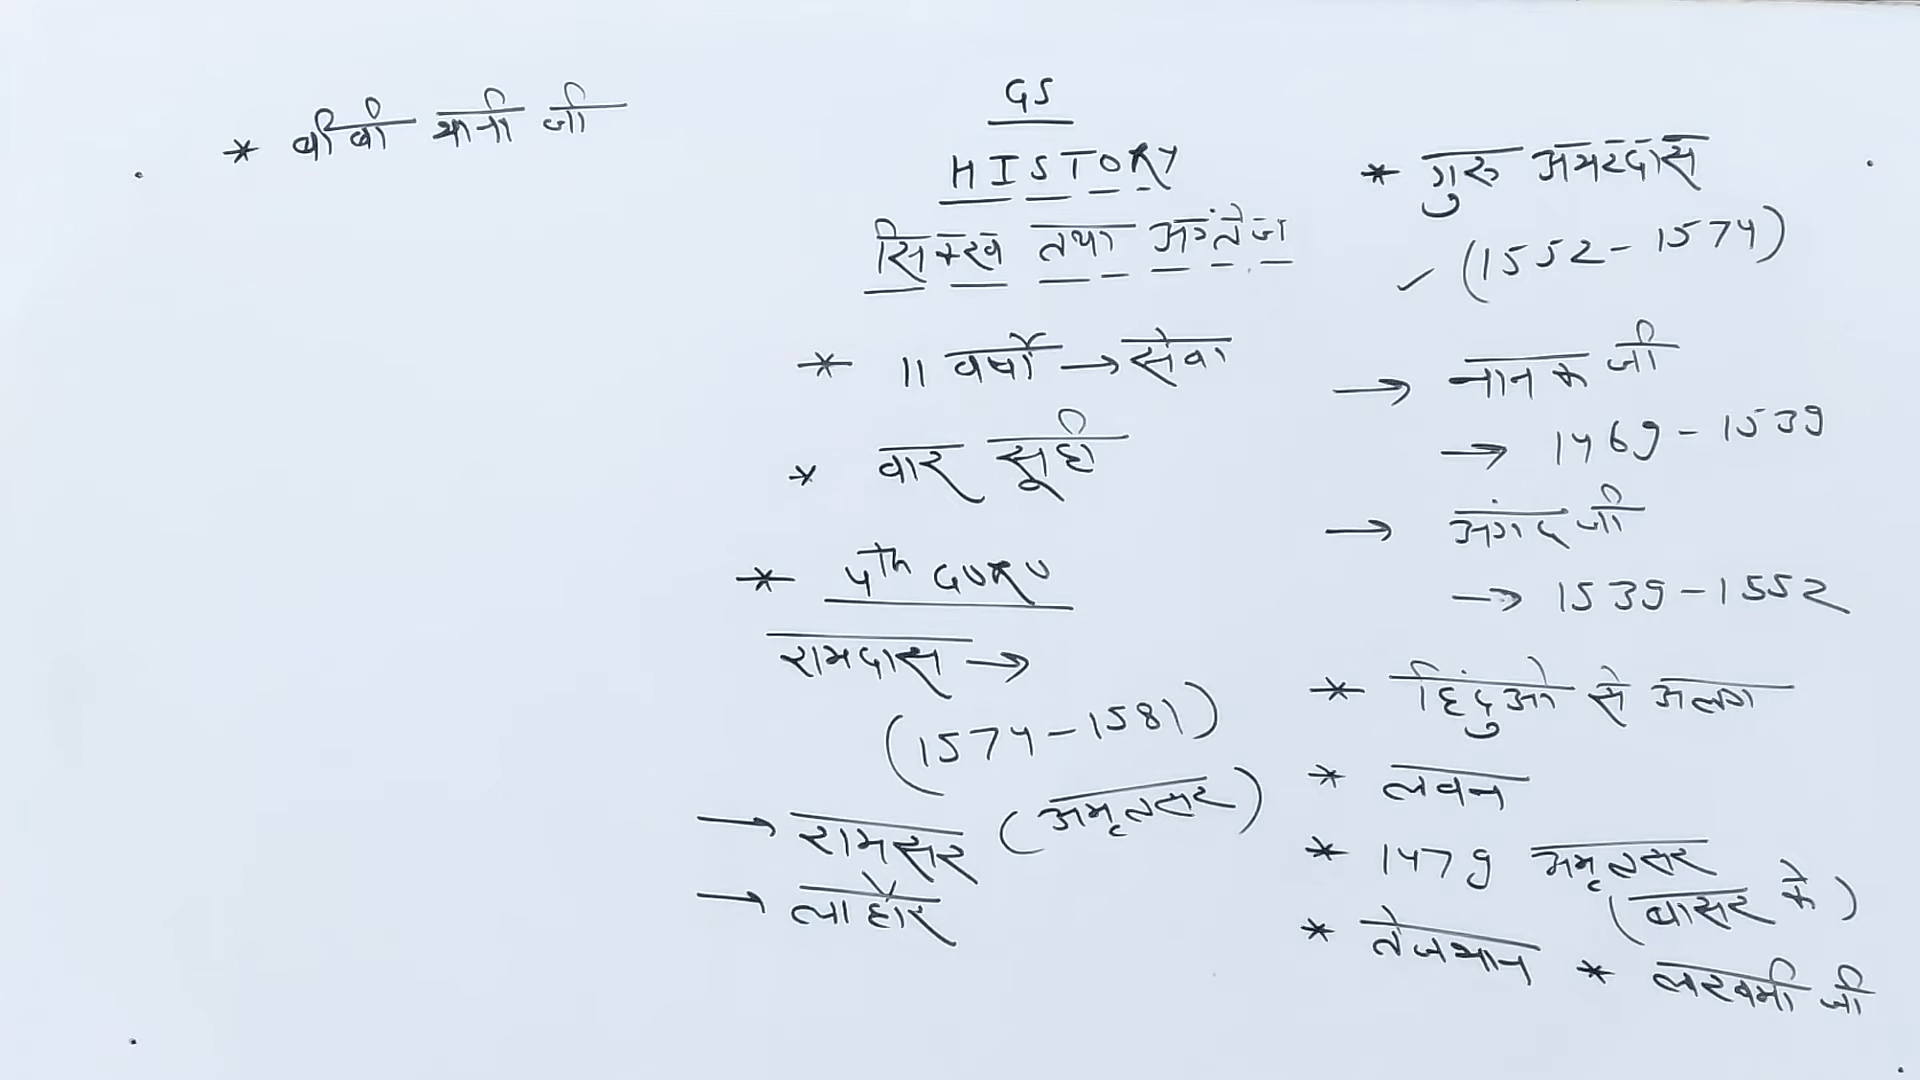 GS
HISTORY
सिक्ख तथा अंग्रेज
* गुरु अमरदास
(1552-1574)
→ नानक जी
→ 1469-1539
→ अंगद जी
→ 1539-1552
* हिंदुओ से अलग
* लवन
* 1479 अमृतसर
(बासर के)
* तेजभान * लखमी जी
* 11 वर्षो → सेवा
* वार सूही
* 4th GURU
रामदास →
(1574-1581)
→ रामसर (अमृतसर)
→ लाहौर
* बीबी भानी जी